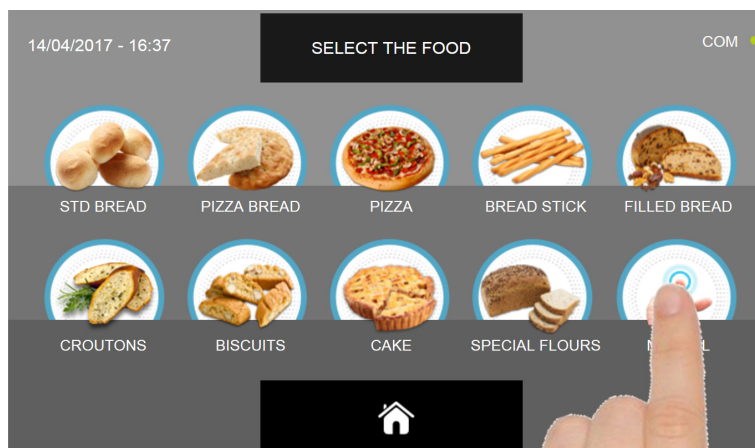 14/04/2017 - 16:37
SELECT THE FOOD
COM
STD BREAD
PIZZA BREAD
PIZZA
BREAD STICK
FILLED BREAD
CROUTONS
BISCUITS
CAKE
SPECIAL FLOURS